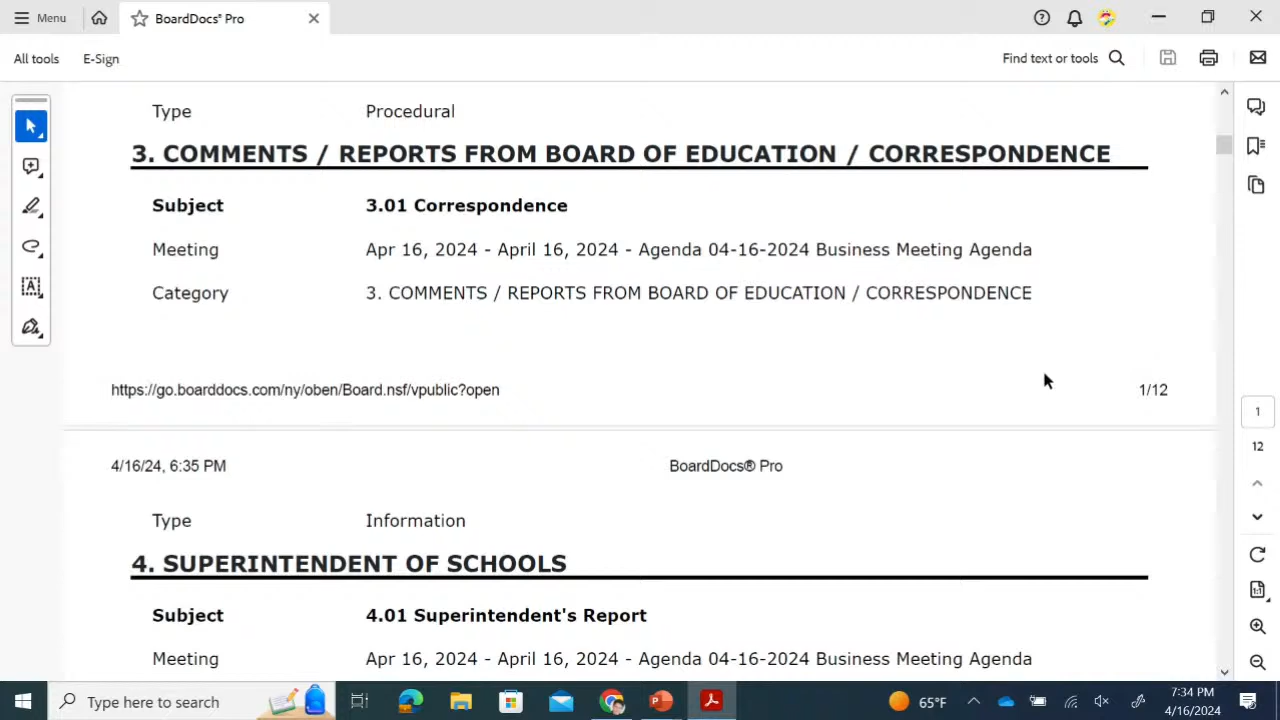 Menu
BoardDocs® Pro
All tools
E-Sign
Find text or tools
Type Procedural
3. COMMENTS / REPORTS FROM BOARD OF EDUCATION / CORRESPONDENCE
Subject 3.01 Correspondence
Meeting Apr 16, 2024 - April 16, 2024 - Agenda 04-16-2024 Business Meeting Agenda
Category 3. COMMENTS / REPORTS FROM BOARD OF EDUCATION / CORRESPONDENCE
https://go.boarddocs.com/ny/oben/Board.nsf/vpublic?open 1/12
1
12
4/16/24, 6:35 PM BoardDocs® Pro
Type Information
4. SUPERINTENDENT OF SCHOOLS
Subject 4.01 Superintendent's Report
Meeting Apr 16, 2024 - April 16, 2024 - Agenda 04-16-2024 Business Meeting Agenda
Type here to search
65°F
7:34 PM
4/16/2024